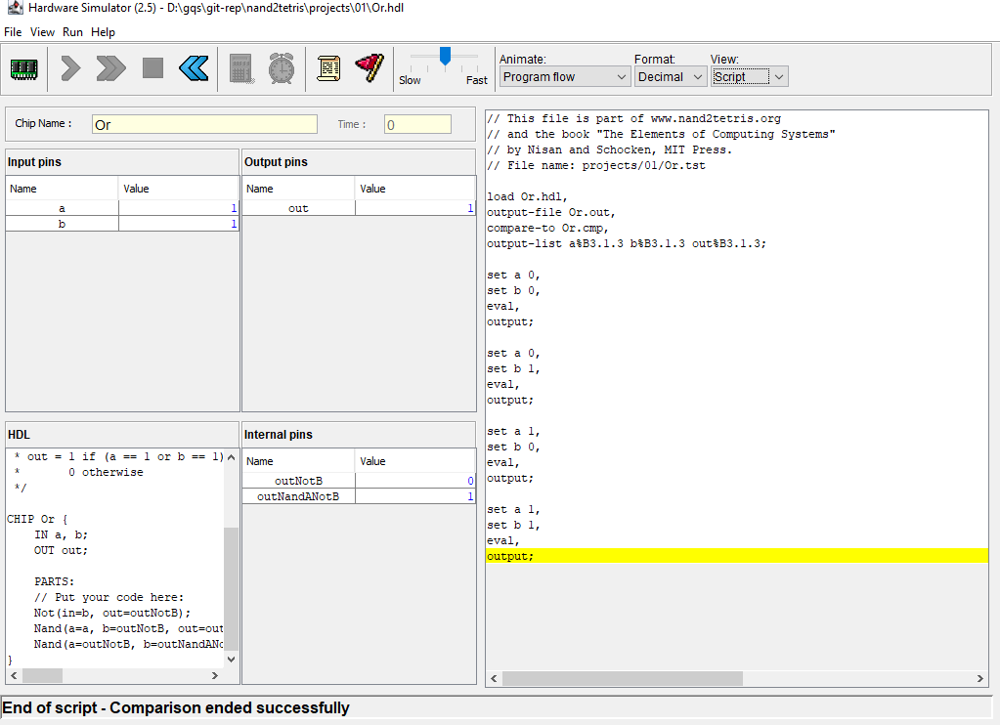 Hardware Simulator (2.5) - D:\gqs\git-rep\nand2tetris\projects\01\Or.hdl
File View Run Help
Slow Fast
Animate: Format: View:
Program flow Decimal Script
Chip Name : Or Time : 0
Input pins
Name Value
a 1
b 1
Output pins
Name Value
out 1
HDL
* out = 1 if (a == 1 or b == 1)
* 0 otherwise
*/
CHIP Or {
IN a, b;
OUT out;
PARTS:
// Put your code here:
Not(in=b, out=outNotB);
Nand(a=a, b=outNotB, out=out
Nand(a=outNotB, b=outNandANo
}
Internal pins
Name Value
outNotB 0
outNandANotB 1
// This file is part of www.nand2tetris.org
// and the book "The Elements of Computing Systems"
// by Nisan and Schocken, MIT Press.
// File name: projects/01/Or.tst
load Or.hdl,
output-file Or.out,
compare-to Or.cmp,
output-list a%B3.1.3 b%B3.1.3 out%B3.1.3;
set a 0,
set b 0,
eval,
output;
set a 0,
set b 1,
eval,
output;
set a 1,
set b 0,
eval,
output;
set a 1,
set b 1,
eval,
output;
End of script - Comparison ended successfully